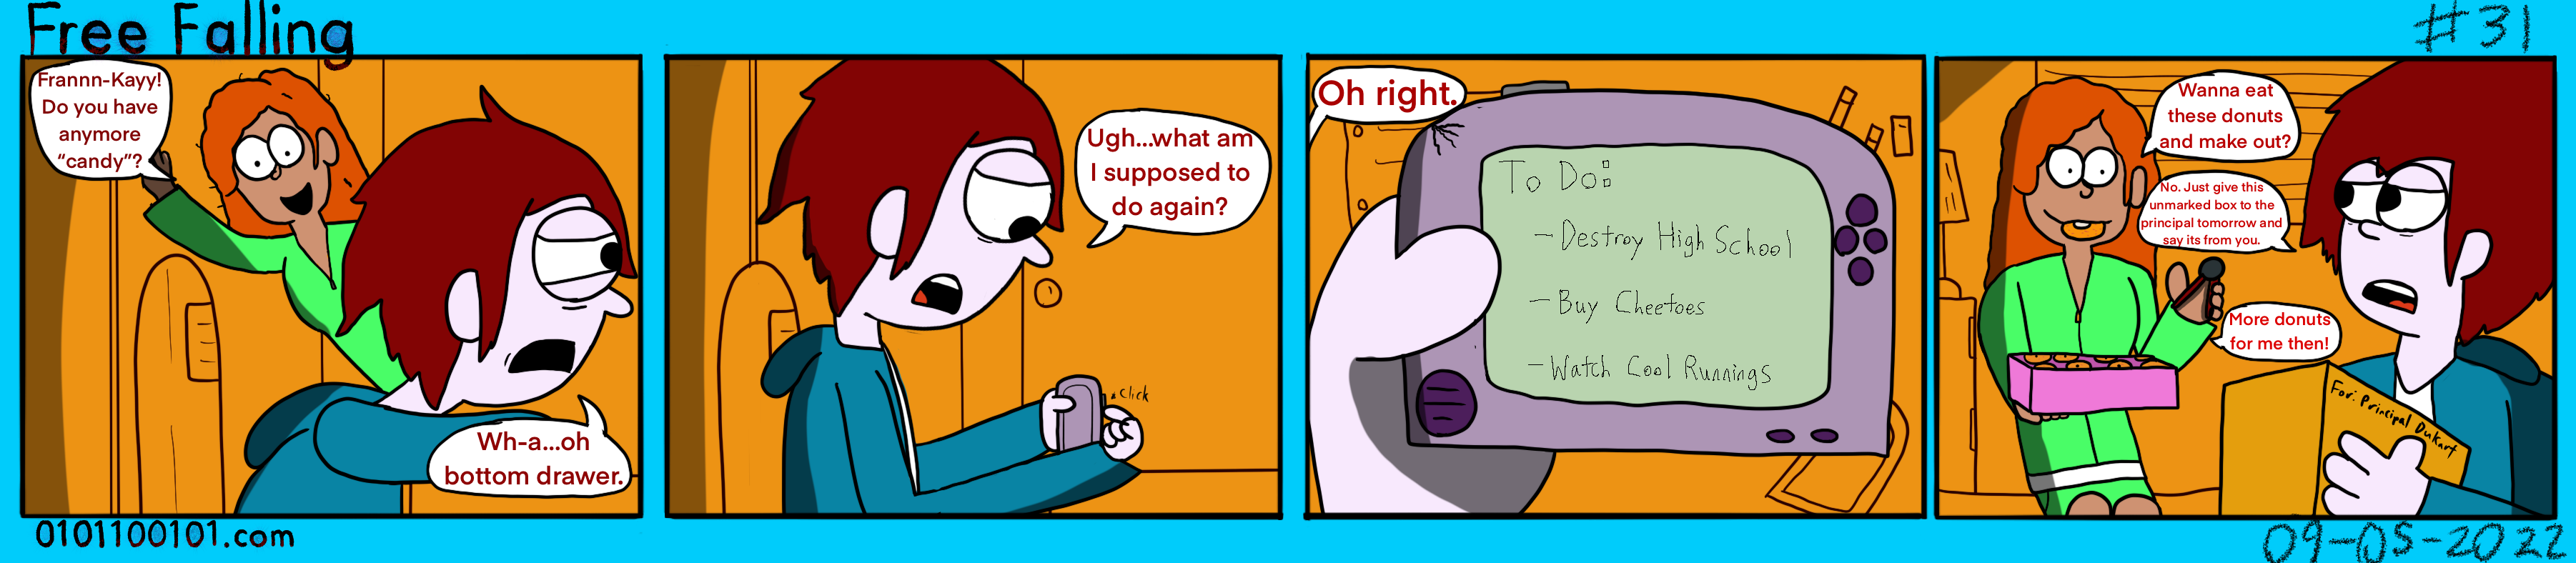 Free Falling
#31
Frannn-Kayy!
Do you have
anymore
“candy”?
Wh-a...oh
bottom drawer.
Ugh...what am
I supposed to
do again?
click
Oh right.
To Do:
-Destroy High School
-Buy Cheetoes
-Watch Cool Runnings
Wanna eat
these donuts
and make out?
No. Just give this
unmarked box to the
principal tomorrow and
say its from you.
More donuts
for me then!
For: Principal Dukart
0101100101.com
09-05-2022